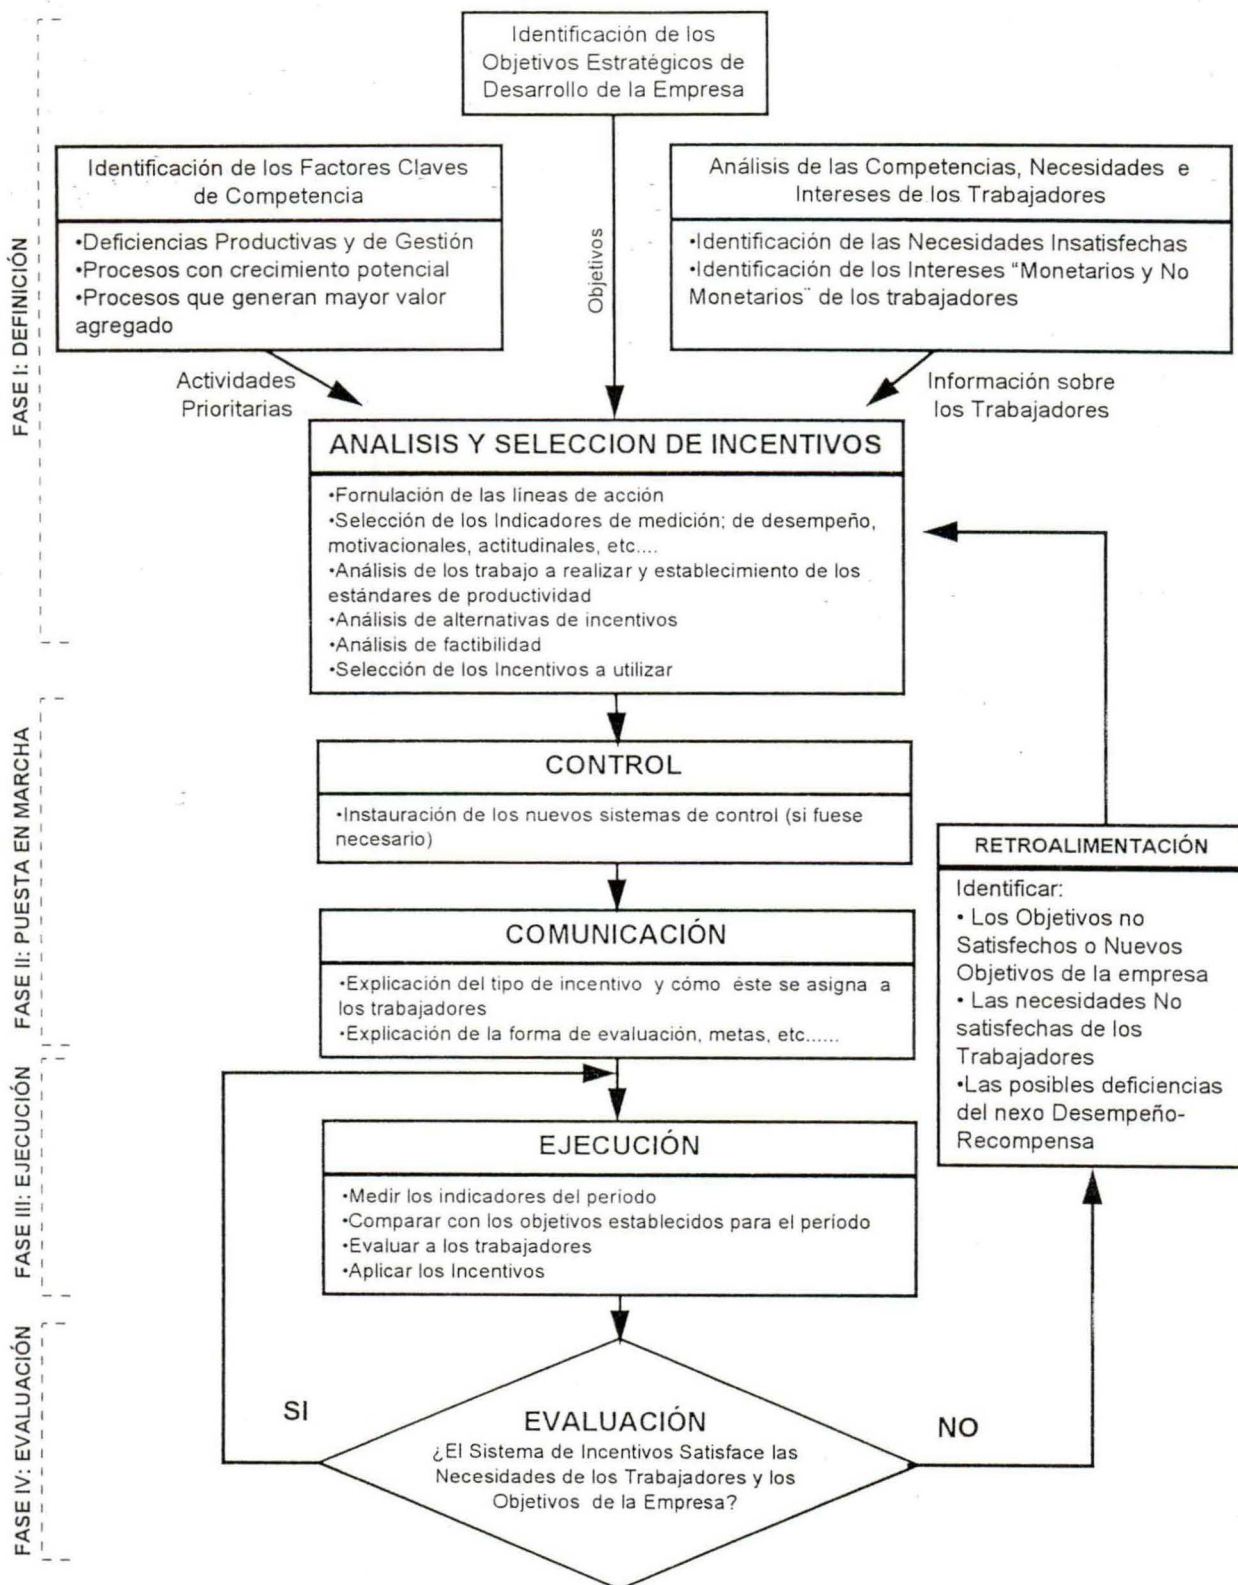 Identificación de los
Objetivos Estratégicos de
Desarrollo de la Empresa
Identificación de los Factores Claves
de Competencia
•Deficiencias Productivas y de Gestión
•Procesos con crecimiento potencial
•Procesos que generan mayor valor
agregado
Objetivos
Análisis de las Competencias, Necesidades e
Intereses de los Trabajadores
•Identificación de las Necesidades Insatisfechas
•Identificación de los Intereses “Monetarios y No
Monetarios¨ de los trabajadores
FASE I: DEFINICIÓN
Actividades
Prioritarias
Información sobre
los Trabajadores
ANALISIS Y SELECCION DE INCENTIVOS
•Fornulación de las líneas de acción
•Selección de los Indicadores de medición; de desempeño,
motivacionales, actitudinales, etc....
•Análisis de los trabajo a realizar y establecimiento de los
estándares de productividad
•Análisis de alternativas de incentivos
•Análisis de factibilidad
•Selección de los Incentivos a utilizar
FASE II: PUESTA EN MARCHA
CONTROL
•Instauración de los nuevos sistemas de control (si fuese
necesario)
COMUNICACIÓN
•Explicación del tipo de incentivo y cómo éste se asigna a
los trabajadores
•Explicación de la forma de evaluación, metas, etc......
RETROALIMENTACIÓN
Identificar:
• Los Objetivos no
Satisfechos o Nuevos
Objetivos de la empresa
• Las necesidades No
satisfechas de los
Trabajadores
•Las posibles deficiencias
del nexo Desempeño-
Recompensa
FASE III: EJECUCIÓN
EJECUCIÓN
•Medir los indicadores del periodo
•Comparar con los objetivos establecidos para el período
•Evaluar a los trabajadores
•Aplicar los Incentivos
FASE IV: EVALUACIÓN
SI
EVALUACIÓN
¿El Sistema de Incentivos Satisface las
Necesidades de los Trabajadores y los
Objetivos de la Empresa?
NO